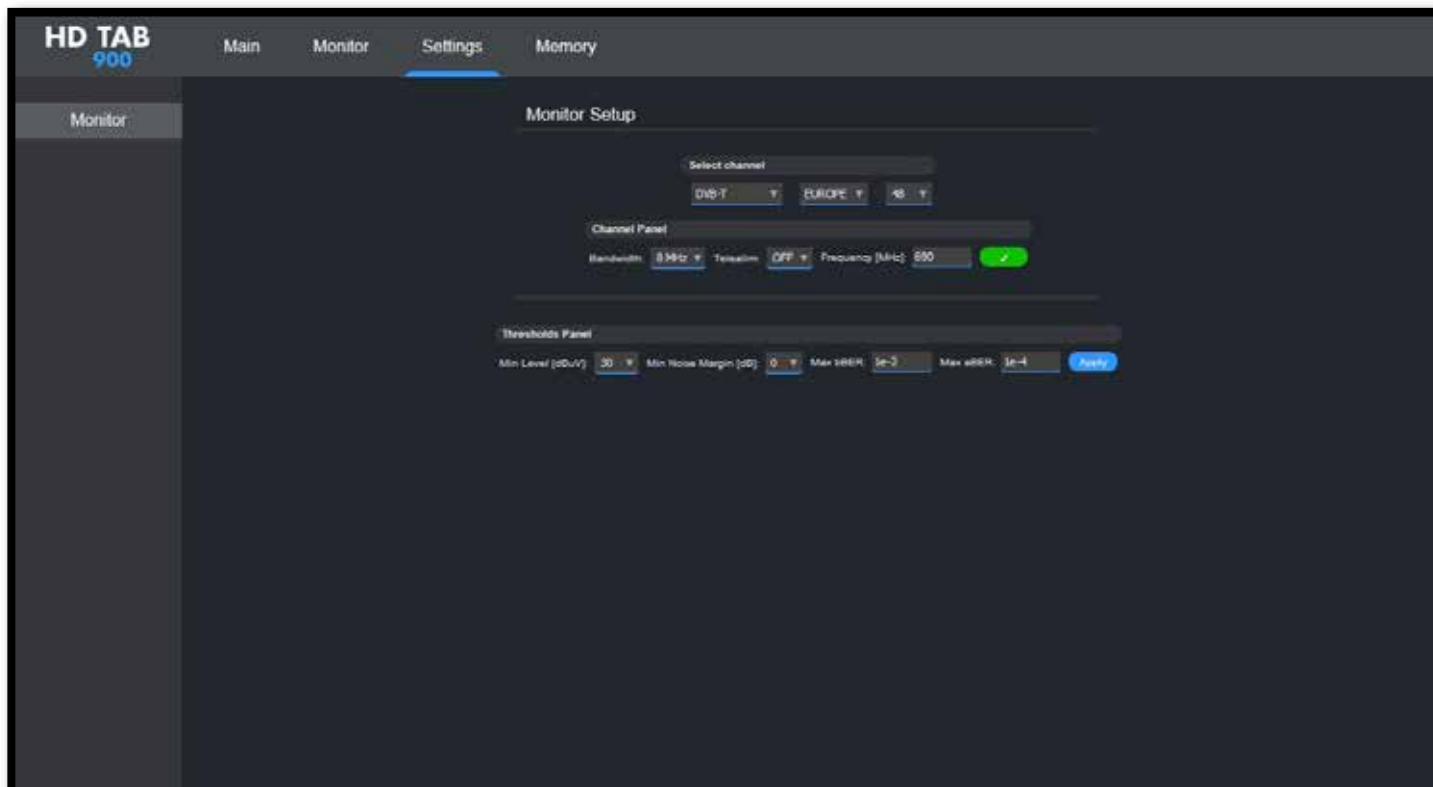 HD TAB
900
Main Monitor Settings Memory
Monitor
Monitor Setup
Select channel
DVB-T EUROPE 48
Channel Panel
Bandwidth 8 MHz OFF Frequency [MHz]: 690
Thresholds Panel
Min Level [dBuV]: 30 Min Noise Margin [dB]: 0 Max bBER: Max aBER: 1e-4 Apply